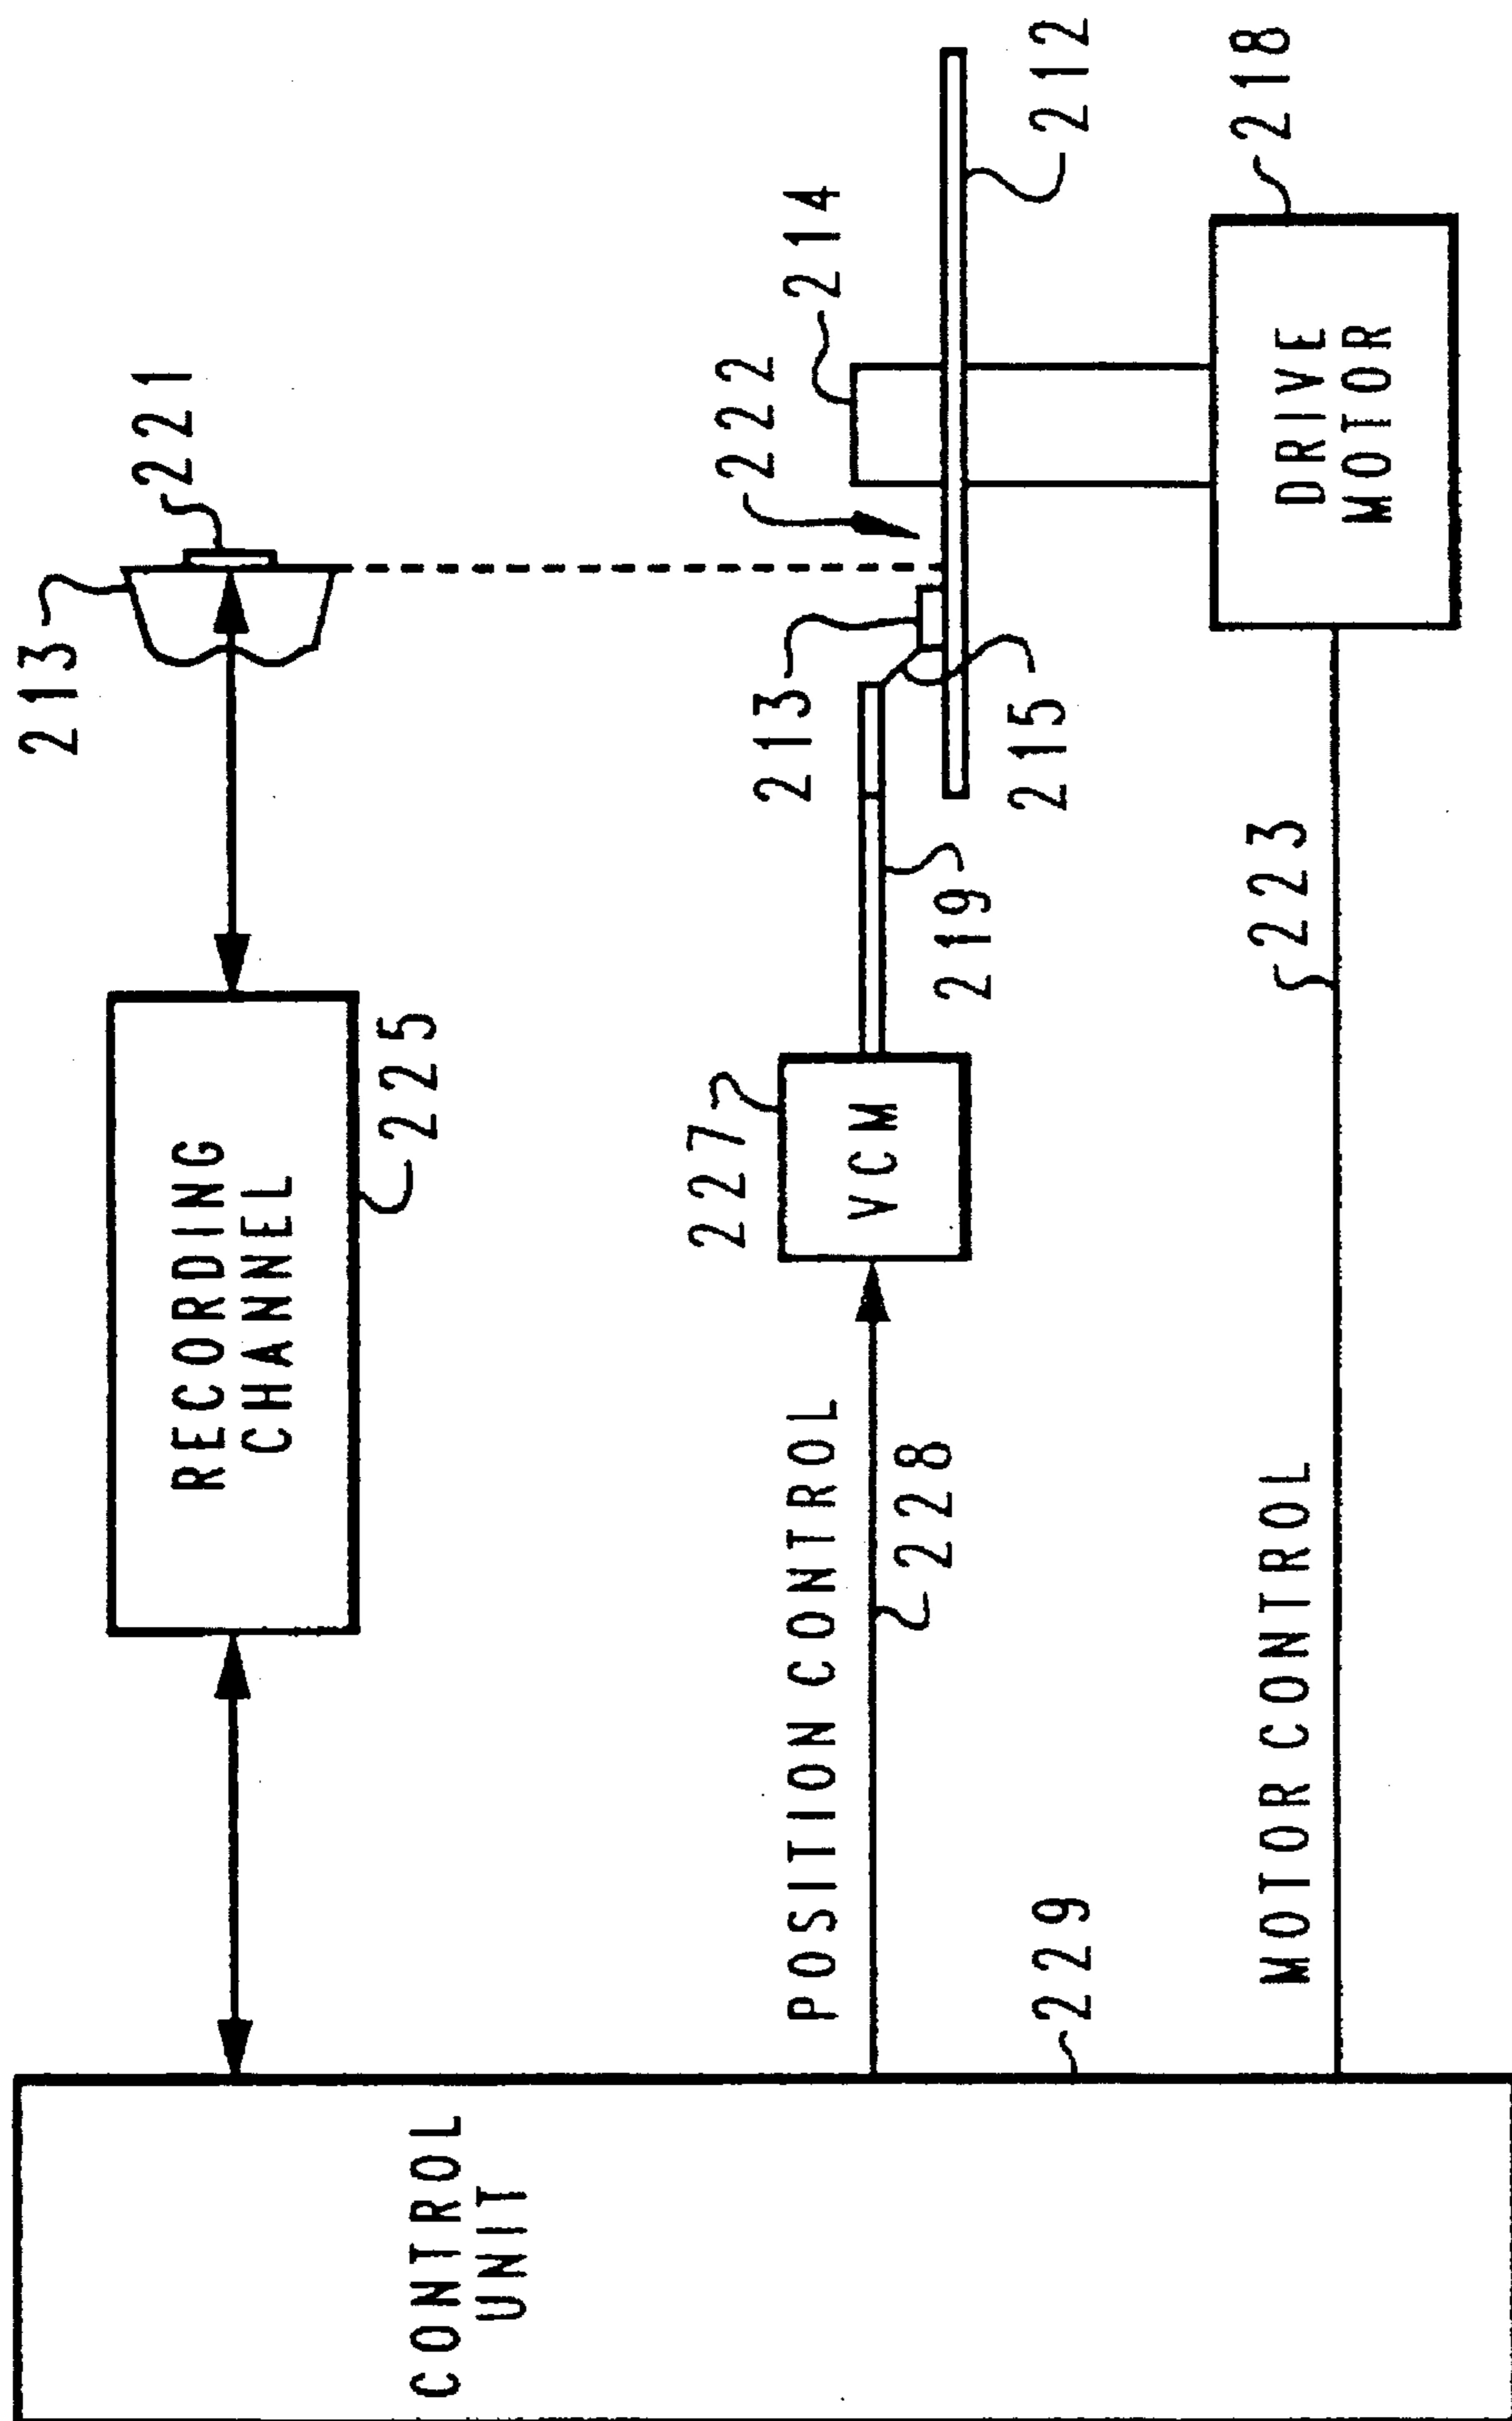 213
221
RECORDING
CHANNEL
225
222
214
212
213
215
219
227
VCM
POSITION CONTROL
228
218
DRIVE
MOTOR
223
MOTOR CONTROL
229
CONTROL
UNIT